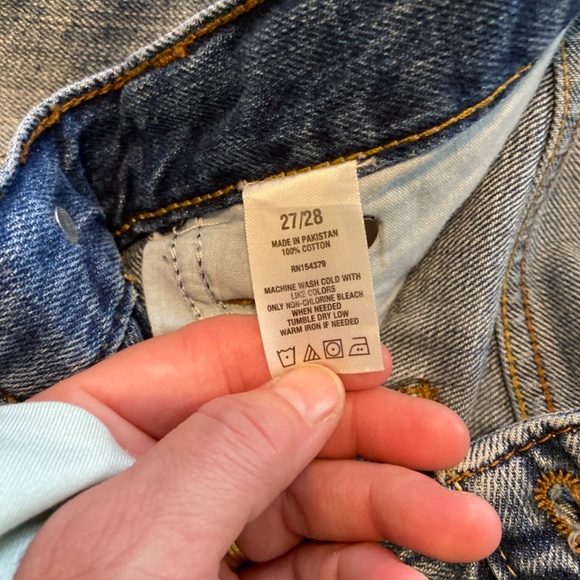 27/28
MADE IN PAKISTAN
100% COTTON
RN154379
MACHINE WASH COLD WITH
LIKE COLORS
ONLY NON-CHLORINE BLEACH
WHEN NEEDED
TUMBLE DRY LOW
WARM IRON IF NEEDED